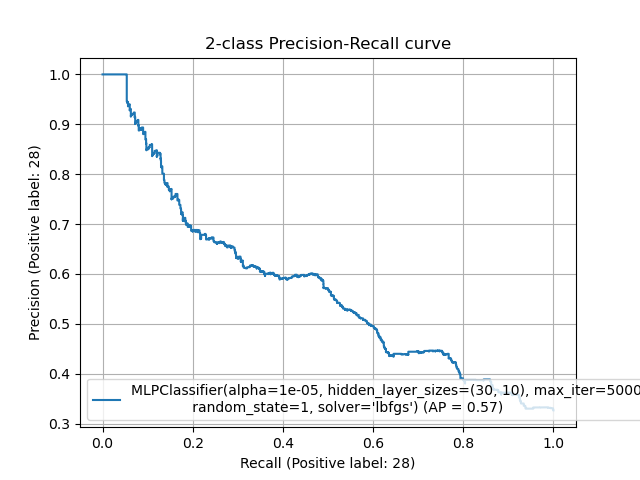 2-class Precision-Recall curve
1.0
0.9
0.8
0.7
0.6
0.5
0.4
0.3
Precision (Positive label: 28)
MLPClassifier(alpha=1e-05, hidden_layer_sizes=(30, 10), max_iter=5000
random_state=1, solver='lbfgs') (AP = 0.57)
0.0 0.2 0.4 0.6 0.8 1.0
Recall (Positive label: 28)